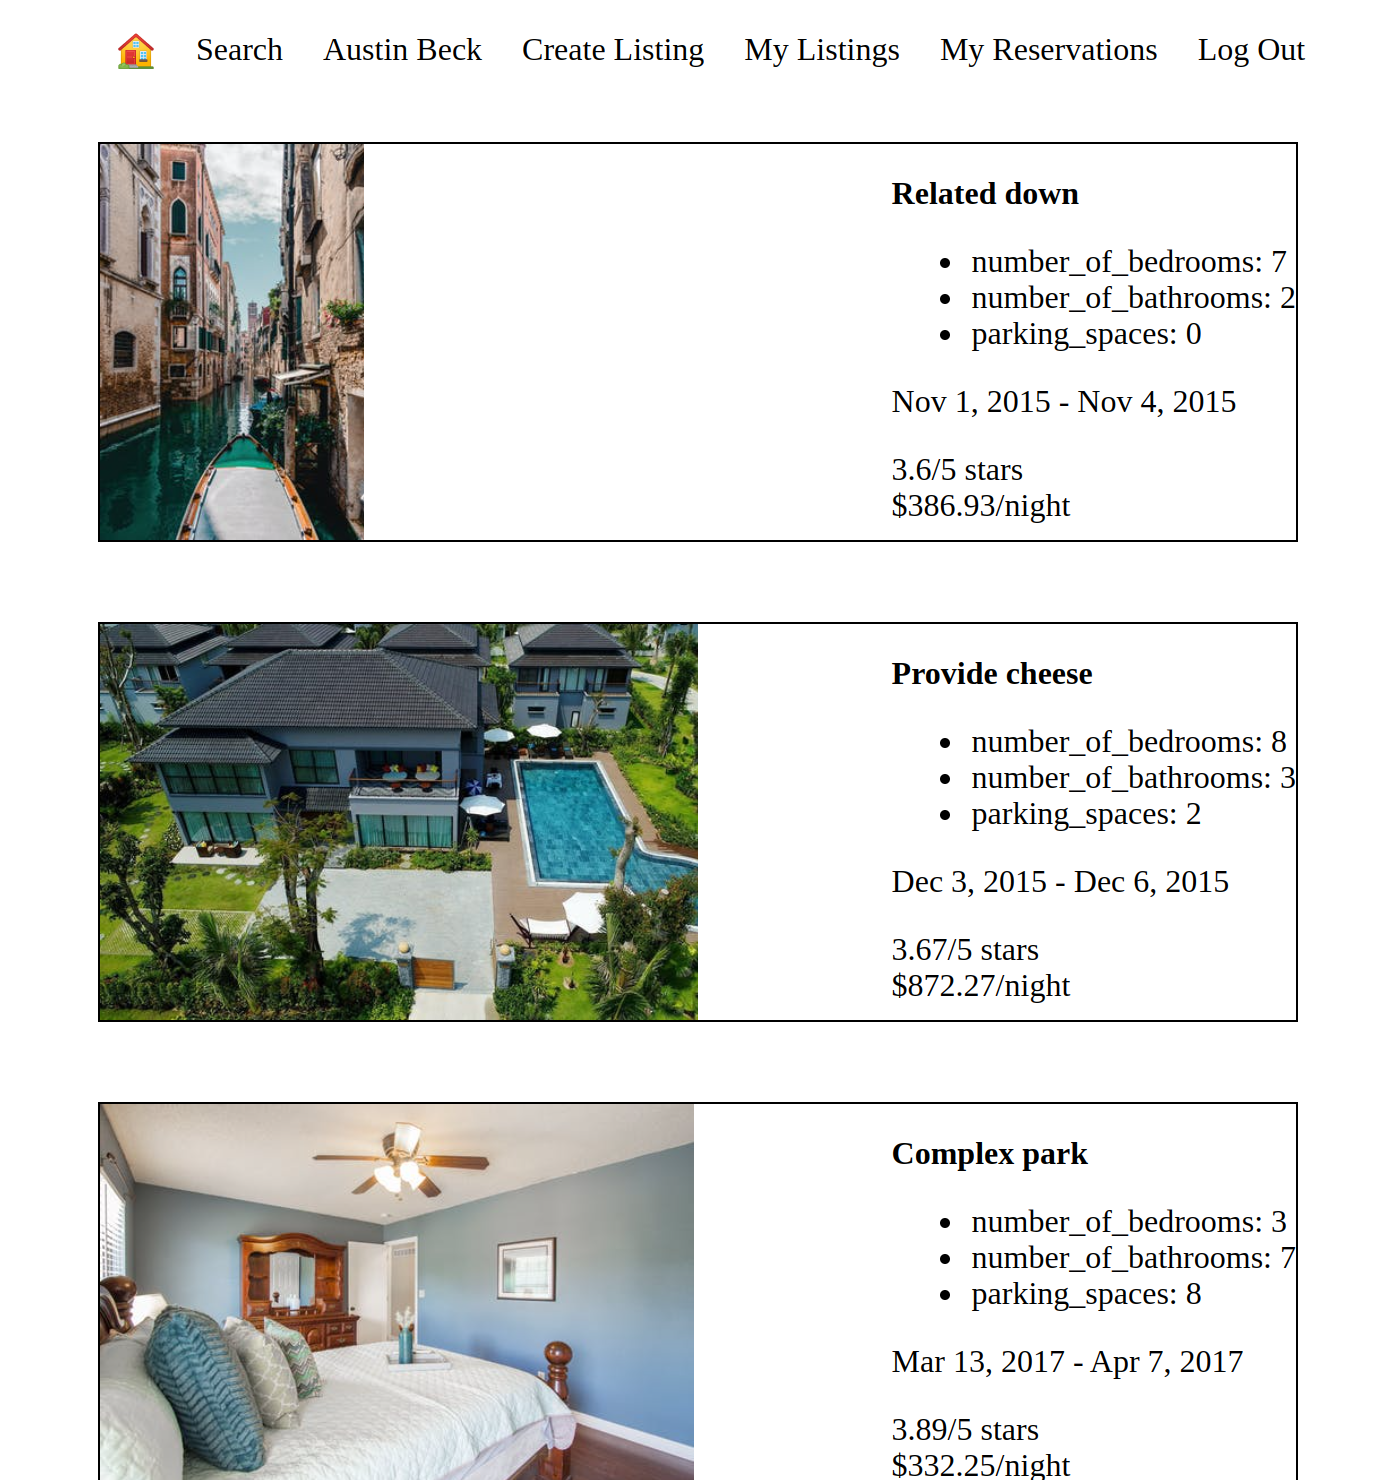 Search Austin Beck Create Listing My Listings My Reservations Log Out
Related down
number_of_bedrooms: 7
number_of_bathrooms: 2
parking_spaces: 0
Nov 1, 2015 - Nov 4, 2015
3.6/5 stars
$386.93/night
Provide cheese
number_of_bedrooms: 8
number_of_bathrooms: 3
parking_spaces: 2
Dec 3, 2015 - Dec 6, 2015
3.67/5 stars
$872.27/night
Complex park
number_of_bedrooms: 3
number_of_bathrooms: 7
parking_spaces: 8
Mar 13, 2017 - Apr 7, 2017
3.89/5 stars
$332.25/night